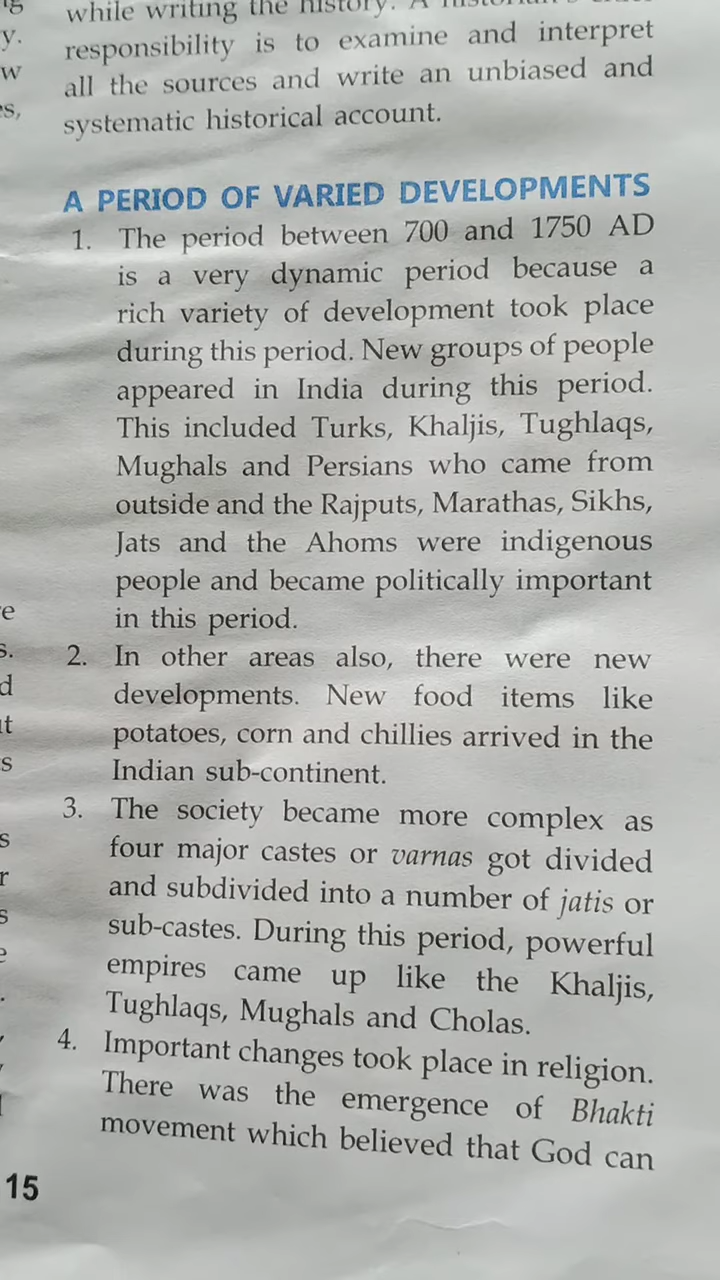 while writing the history. A
responsibility is to examine and interpret
all the sources and write an unbiased and
systematic historical account.
A PERIOD OF VARIED DEVELOPMENTS
1. The period between 700 and 1750 AD
is a very dynamic period because a
rich variety of development took place
during this period. New groups of people
appeared in India during this period.
This included Turks, Khaljis, Tughlaqs,
Mughals and Persians who came from
outside and the Rajputs, Marathas, Sikhs,
Jats and the Ahoms were indigenous
people and became politically important
in this period.
2. In other areas also, there were new
developments. New food items like
potatoes, corn and chillies arrived in the
Indian sub-continent.
3. The society became more complex as
four major castes or varnas got divided
and subdivided into a number of jatis or
sub-castes. During this period, powerful
empires came up like the Khaljis,
Tughlaqs, Mughals and Cholas.
4. Important changes took place in religion.
There was the emergence of Bhakti
movement which believed that God can
15